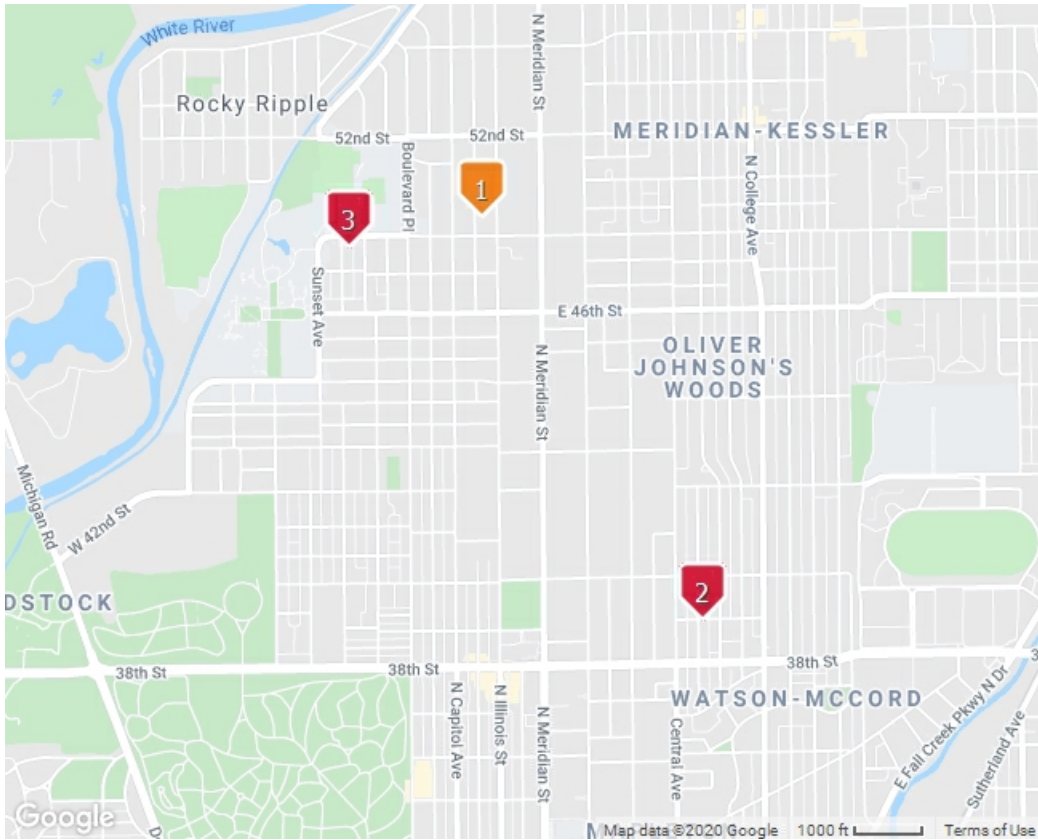 White River
N Meridian St
Rocky Ripple
52nd St
52nd St
MERIDIAN-KESSLER
Boulevard Pl
N College Ave
1
3
Sunset Ave
E 46th St
OLIVER
JOHNSON'S
WOODS
N Meridian St
Michigan Rd
W 42nd St
2
DSTOCK
38th St
38th St
38th St
3
WATSON-MCCORD
N Capitol Ave
N Illinois St
N Meridian St
Central Ave
E Fall Creek Pkwy N Dr
Sutherland Ave
Google
Map data ©2020 Google
1000 ft
Terms of Use